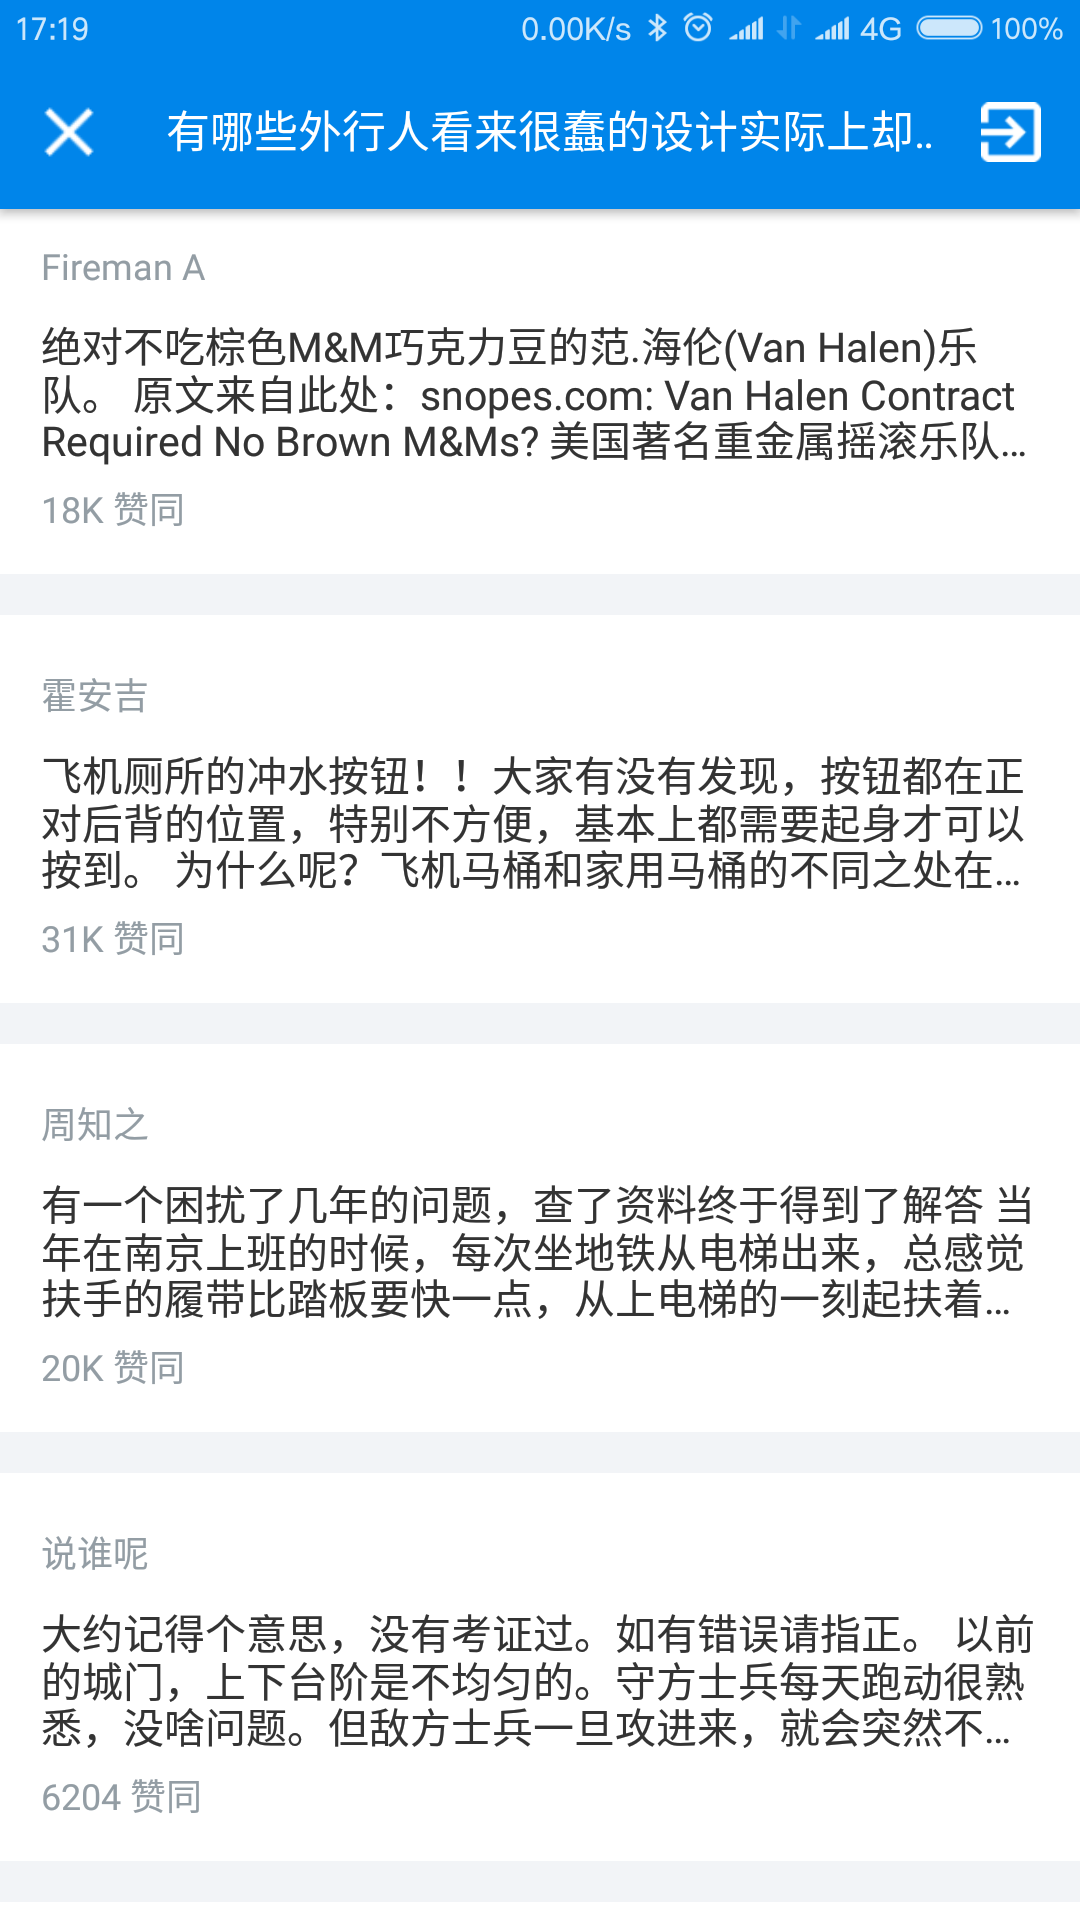 17:19 0.00K/s 4G 100%
有哪些外行人看来很蠢的设计实际上却..
Fireman A
绝对不吃棕色M&M巧克力豆的范.海伦(Van Halen)乐
队。 原文来自此处：snopes.com: Van Halen Contract
Required No Brown M&Ms? 美国著名重金属摇滚乐队...
18K 赞同
霍安吉
飞机厕所的冲水按钮！！大家有没有发现，按钮都在正
对后背的位置，特别不方便，基本上都需要起身才可以
按到。 为什么呢？飞机马桶和家用马桶的不同之处在...
31K 赞同
周知之
有一个困扰了几年的问题，查了资料终于得到了解答 当
年在南京上班的时候，每次坐地铁从电梯出来，总感觉
扶手的履带比踏板要快一点，从上电梯的一刻起扶着...
20K 赞同
说谁呢
大约记得个意思，没有考证过。如有错误请指正。 以前
的城门，上下台阶是不均匀的。守方士兵每天跑动很熟
悉，没啥问题。但敌方士兵一旦攻进来，就会突然不...
6204 赞同